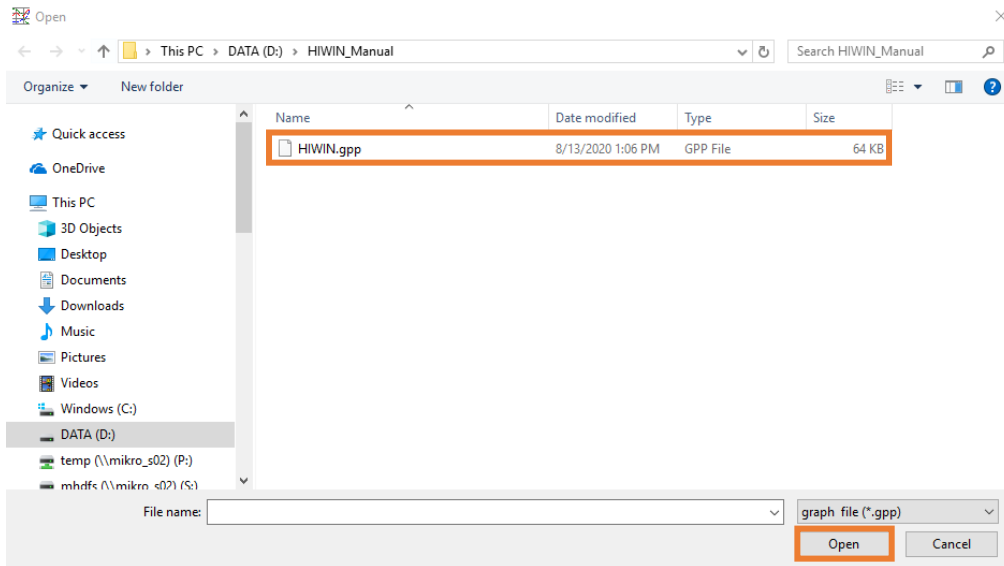 Open
This PC > DATA (D:) > HIWIN_Manual
Search HIWIN_Manual
Organize
New folder
Name Date modified Type Size
HIWIN.gpp 8/13/2020 1:06 PM GPP File 64 KB
Quick access
OneDrive
This PC
3D Objects
Desktop
Documents
Downloads
Music
Pictures
Videos
Windows (C:)
DATA (D:)
temp (\\mikro_s02) (P:)
mhdfs (\\mikro_s02) (S:)
File name:
graph file (*.gpp)
Open Cancel